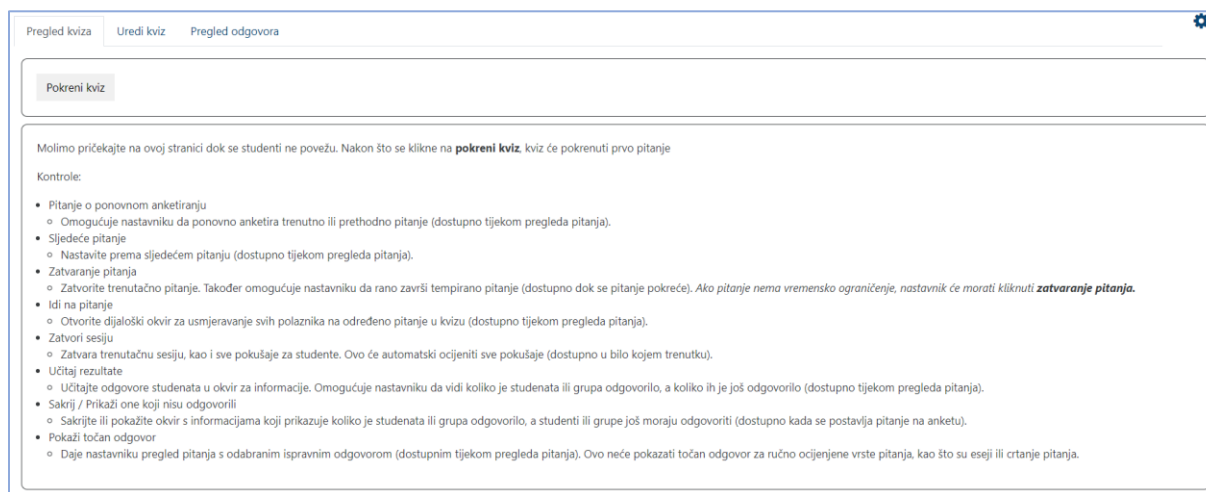 Pregled kviza Uredi kviz Pregled odgovora
Pokreni kviz
Molimo pričekajte na ovoj stranici dok se studenti ne povežu. Nakon što se klikne na pokreni kviz, kviz će pokrenuti prvo pitanje
Kontrole:
• Pitanje o ponovnom anketiranju
◦ Omogućuje nastavniku da ponovno anketira trenutno ili prethodno pitanje (dostupno tijekom pregleda pitanja).
• Sljedeće pitanje
◦ Nastavite prema sljedećem pitanju (dostupno tijekom pregleda pitanja).
• Zatvaranje pitanja
◦ Zatvorite trenutačno pitanje. Također omogućuje nastavniku da rano završi tempirano pitanje (dostupno dok se pitanje pokreće). Ako pitanje nema vremensko ograničenje, nastavnik će morati kliknuti zatvaranje pitanja.
• Idi na pitanje
◦ Otvorite dijaloški okvir za usmjeravanje svih polaznika na određeno pitanje u kvizu (dostupno tijekom pregleda pitanja).
• Zatvori sesiju
◦ Zatvara trenutačnu sesiju, kao i sve pokušaje za studente. Ovo će automatski ocijeniti sve pokušaje (dostupno u bilo kojem trenutku).
• Učitaj rezultate
◦ Učitajte odgovore studenata u okvir za informacije. Omogućuje nastavniku da vidi koliko je studenata ili grupa odgovorilo, a koliko ih je još odgovorilo (dostupno tijekom pregleda pitanja).
• Sakrij / Prikaži one koji nisu odgovorili
◦ Sakrijte ili pokažite okvir s informacijama koji prikazuje koliko je studenata ili grupa odgovorilo, a studenti ili grupe još moraju odgovoriti (dostupno kada se postavlja pitanje na anketu).
• Pokaži točan odgovor
◦ Daje nastavniku pregled pitanja s odabranim ispravnim odgovorom (dostupnim tijekom pregleda pitanja). Ovo neće pokazati točan odgovor za ručno ocijenjene vrste pitanja, kao što su eseji ili crtanje pitanja.